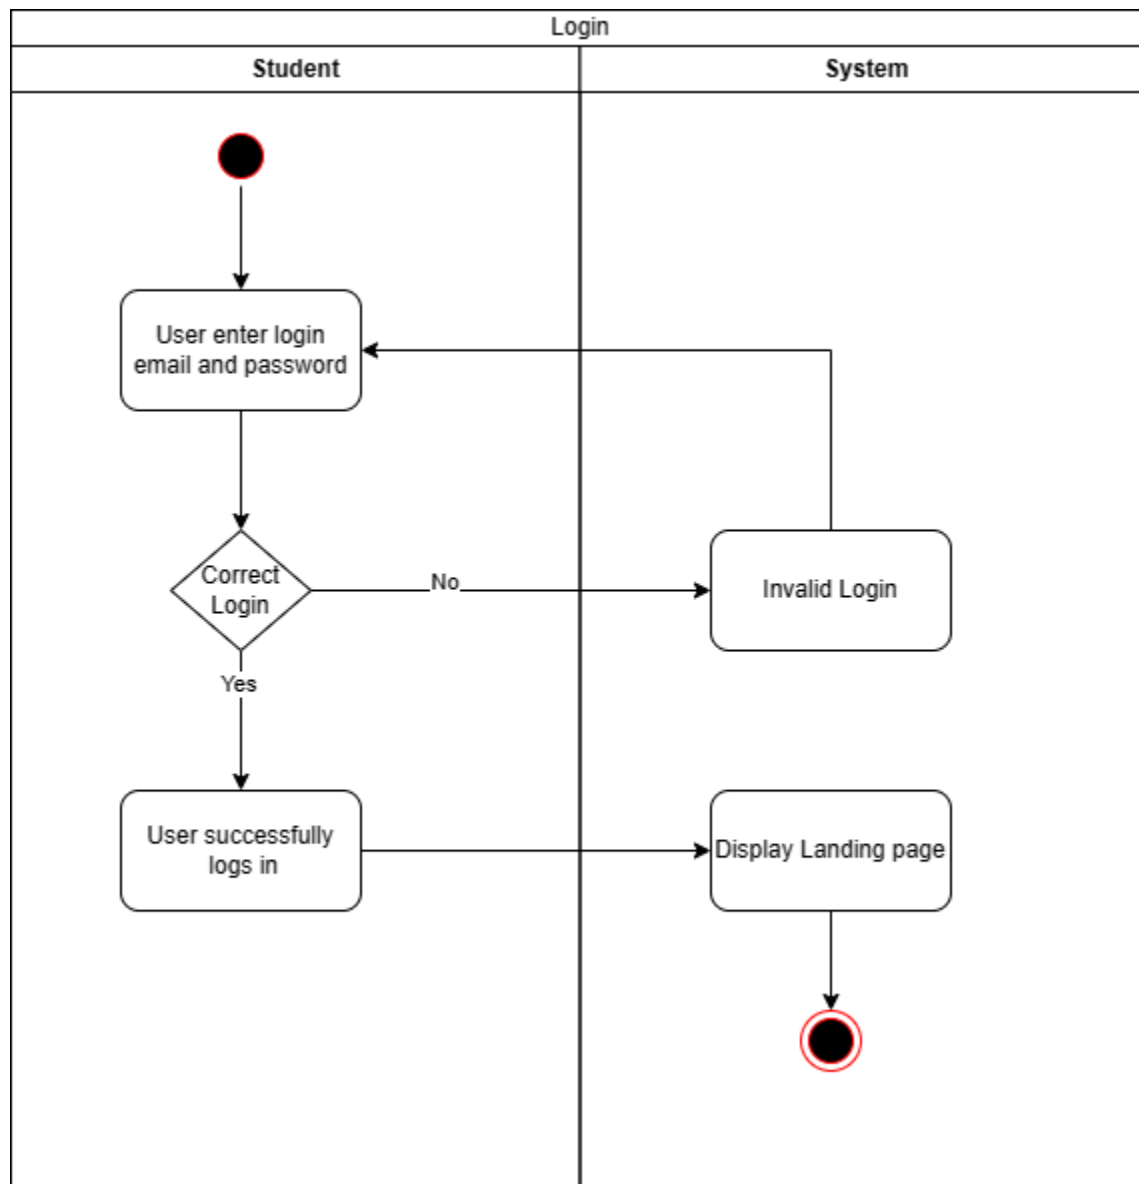 Login
Student
System
User enter login
email and password
Correct
Login
No
Invalid Login
Yes
User successfully
logs in
Display Landing page